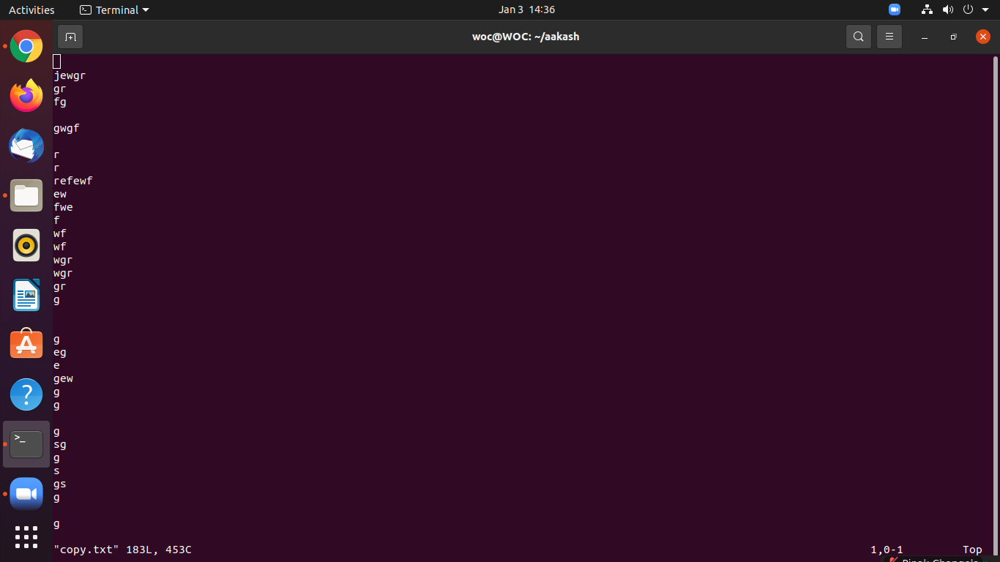 Activities
Terminal
Jan 3 14:36
woc@WOC: ~/aakash
jewgr
gr
fg
gwgf
r
r
refewf
ew
fwe
f
wf
wf
wgr
wgr
gr
g
g
eg
e
gew
g
g
g
sg
g
s
gs
g
g
"copy.txt" 183L, 453C
1,0-1
Top